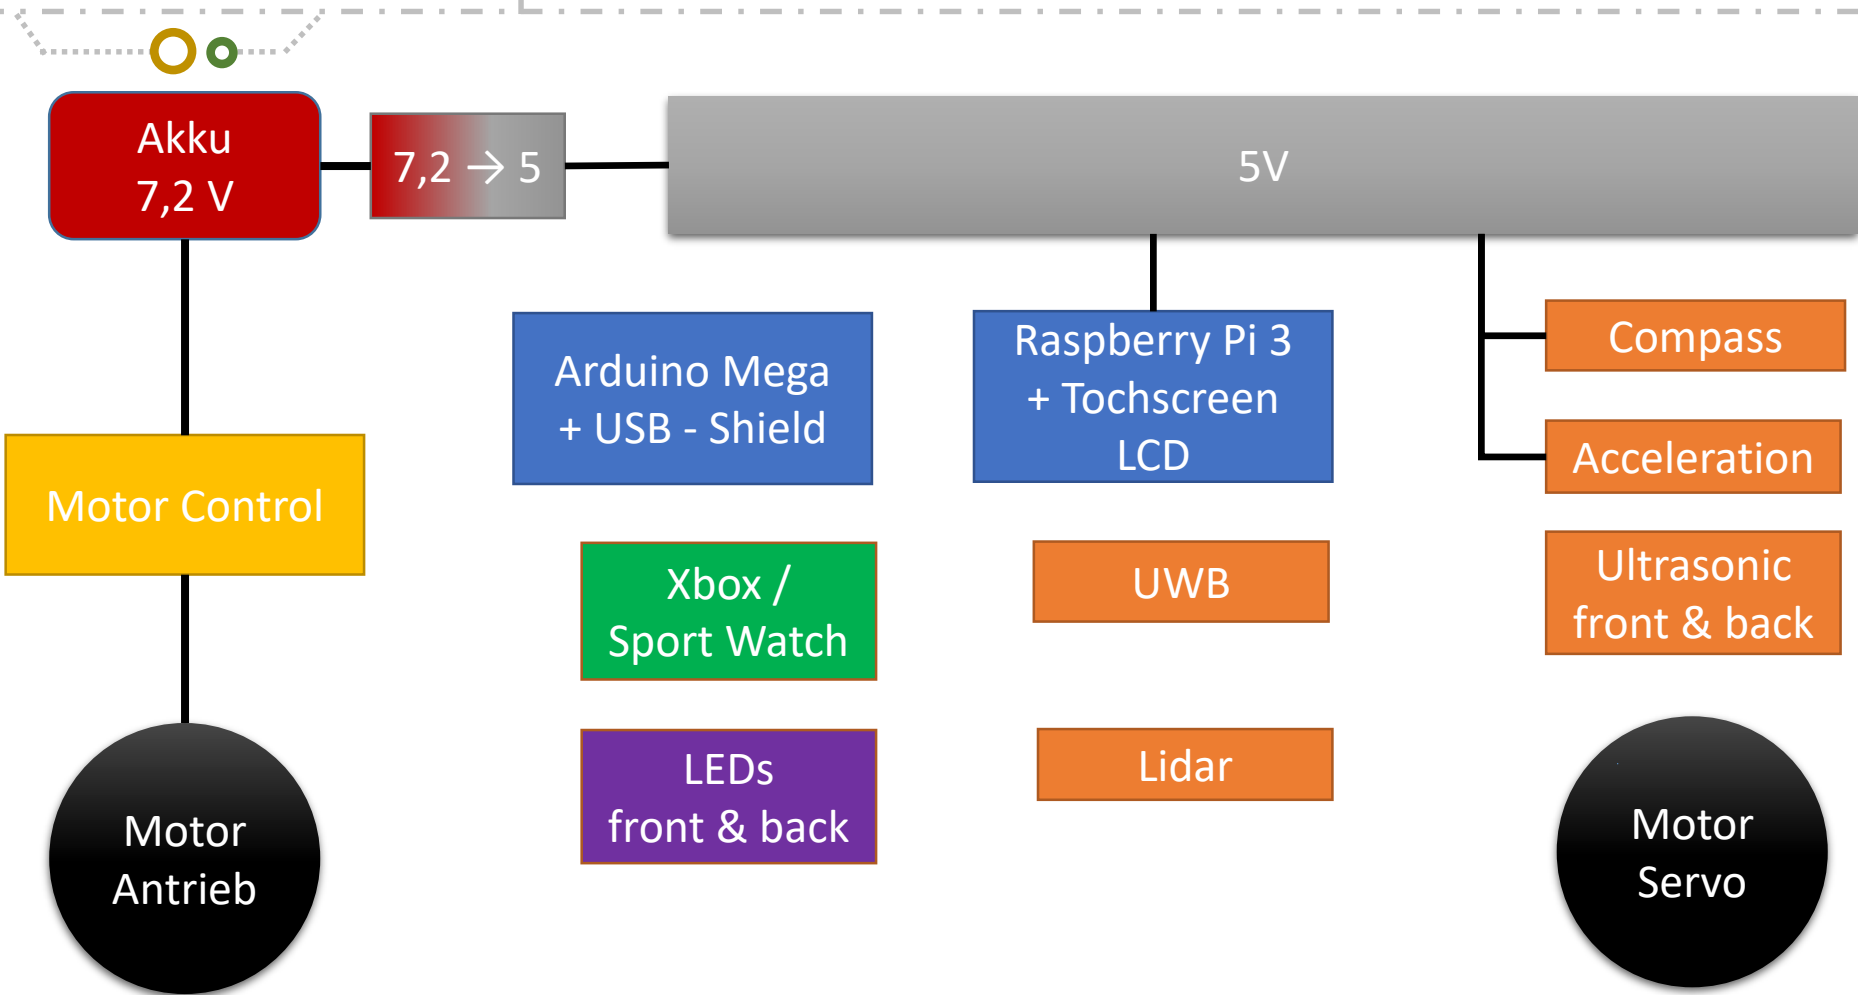 Akku
7,2 V
7,2 → 5
5V
Arduino Mega
+ USB - Shield
Raspberry Pi 3
+ Tochscreen
LCD
Compass
Acceleration
Motor Control
Xbox /
Sport Watch
UWB
Ultrasonic
front & back
LEDs
front & back
Lidar
Motor
Antrieb
Motor
Servo